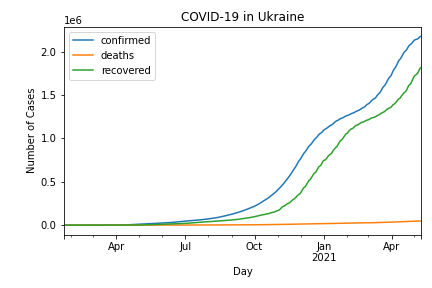 COVID-19 in Ukraine
1e6
confirmed
deaths
recovered
2.0
1.5
1.0
0.5
0.0
Number of Cases
Apr
Jul
Oct
Jan
2021
Apr
Day